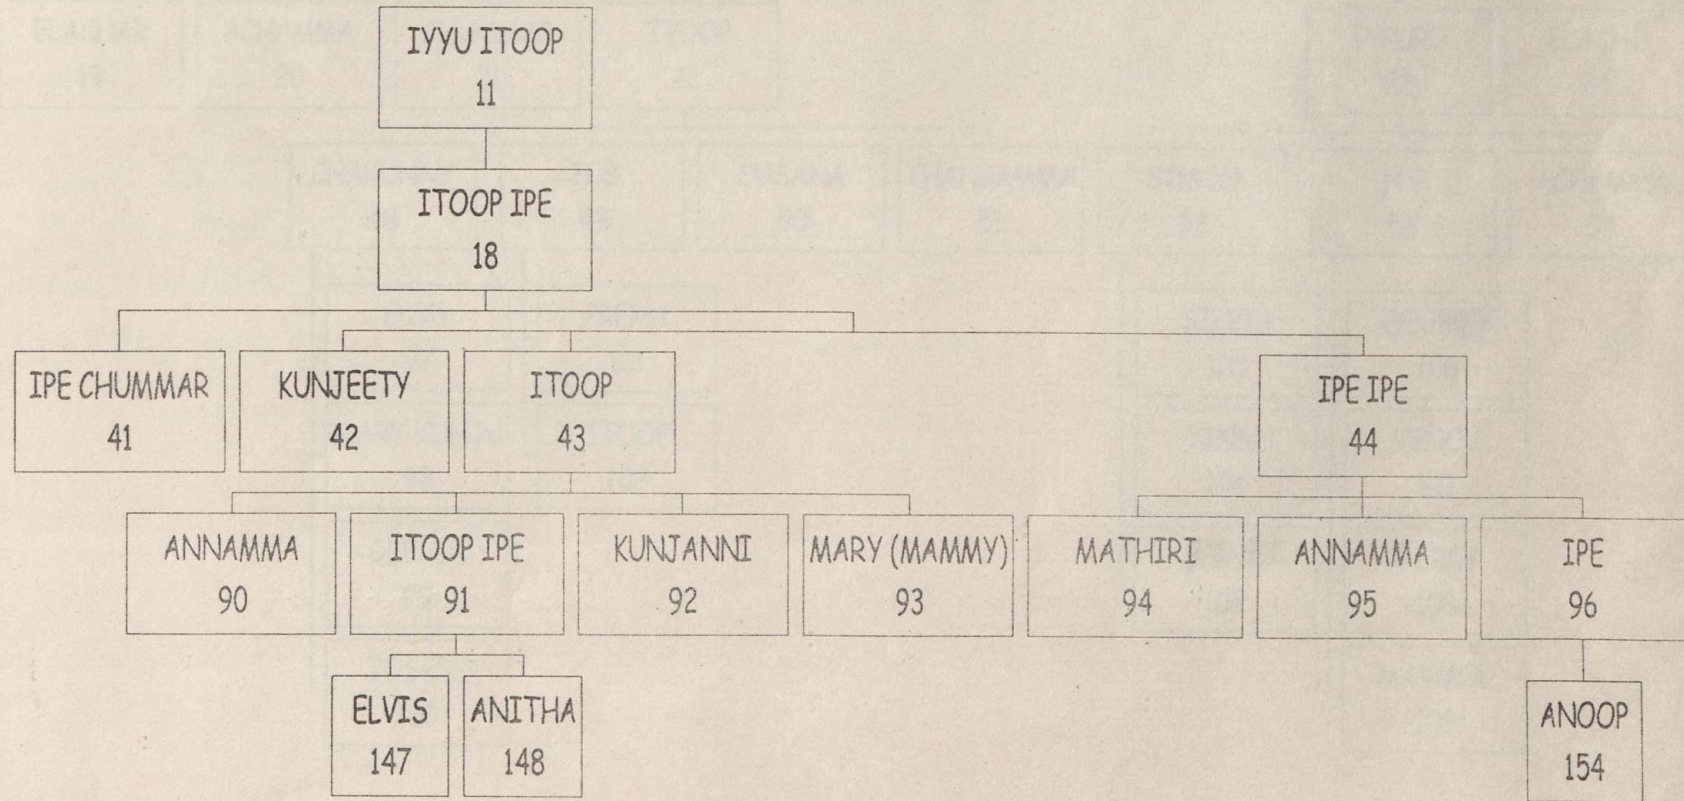 IYYU ITOOP
11
ITOOP IPE
18
IPE CHUMMAR
41
KUNJEETY
42
ITOOP
43
IPE IPE
44
ANNAMMA
90
ITOOP IPE
91
KUNJANNI
92
MARY (MAMMY)
93
MATHIRI
94
ANNAMMA
95
IPE
96
ELVIS
147
ANITHA
148
ANOOP
154